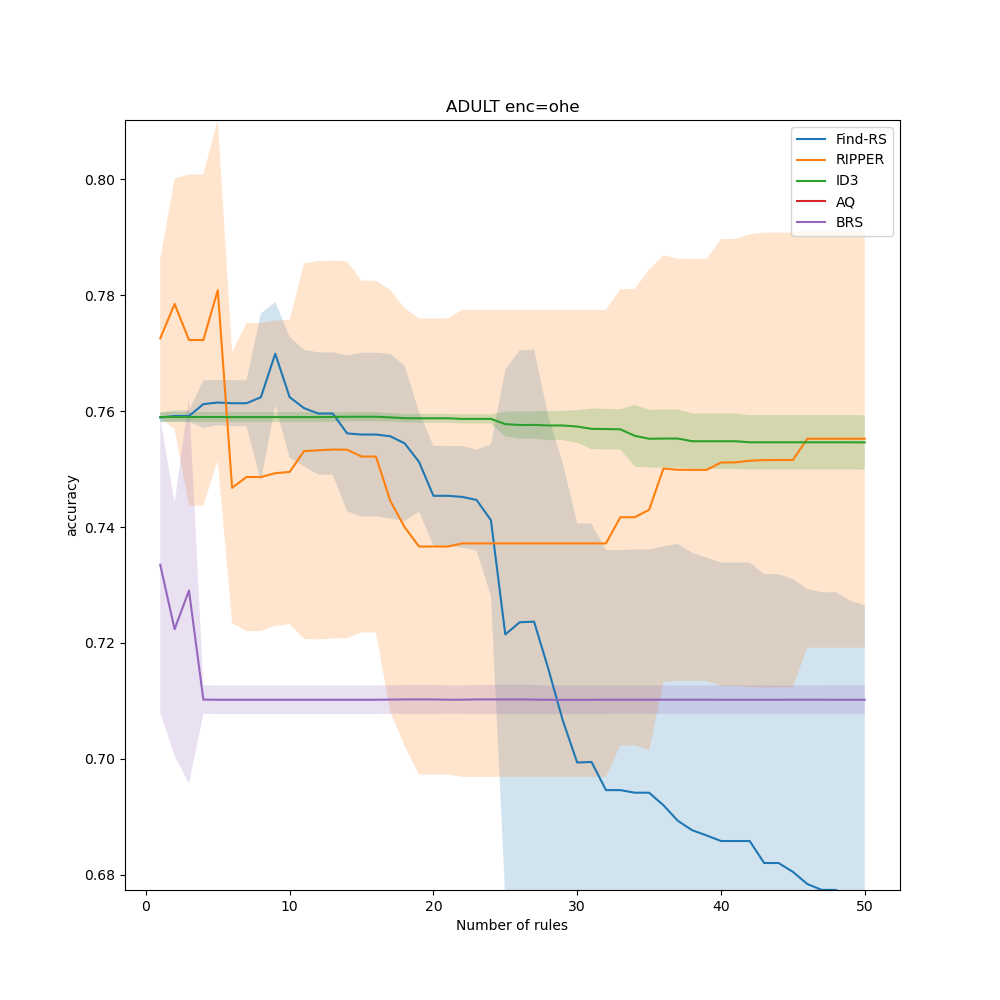 ADULT enc=ohe
Find-RS
RIPPER
ID3
AQ
BRS
accuracy
0.80
0.78
0.76
0.74
0.72
0.70
0.68
0 10 20 30 40 50
Number of rules